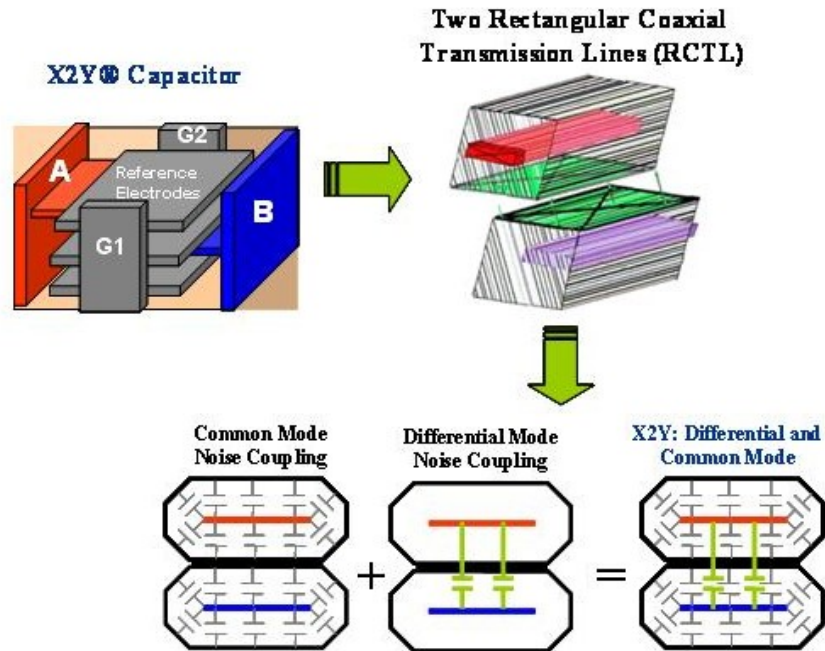 Two Rectangular Coaxial
Transmission Lines (RCTL)
X2Y® Capacitor
A
G2
Reference
Electrodes
B
G1
Common Mode
Noise Coupling
Differential Mode
Noise Coupling
X2Y: Differential and
Common Mode
+
=